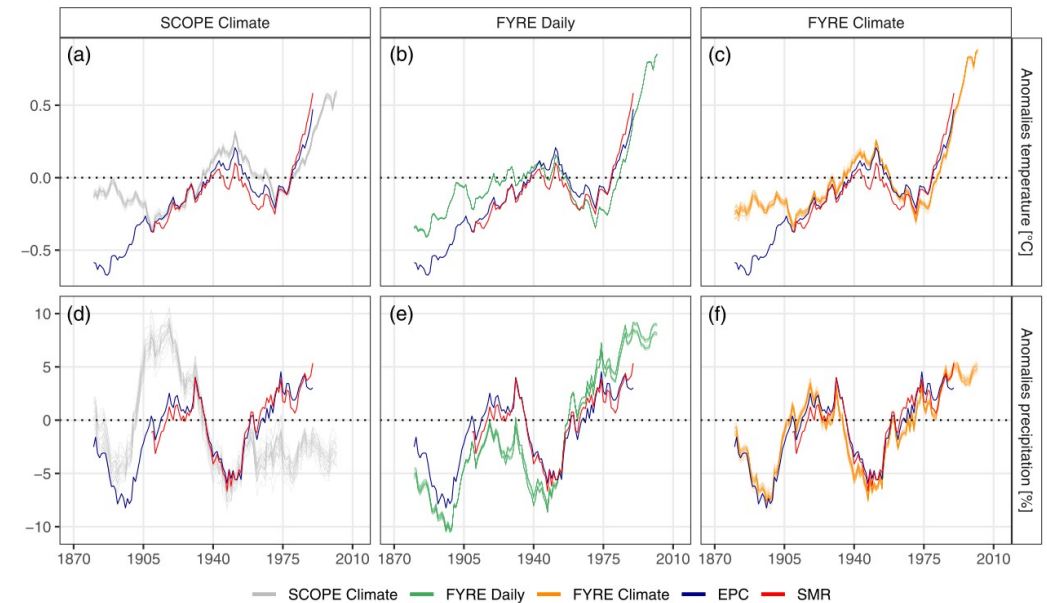 SCOPE Climate FYRE Daily FYRE Climate
(a) (b) (c)
0.5
0.0
−0.5
Anomalies temperature [°C]
(d) (e) (f)
10
5
0
−5
−10
Anomalies precipitation [%]
1870 1905 1940 1975 2010 1870 1905 1940 1975 2010 1870 1905 1940 1975 2010
SCOPE Climate FYRE Daily FYRE Climate EPC SMR